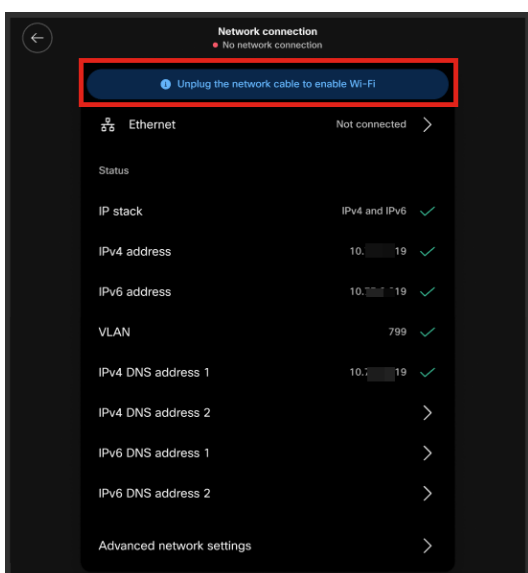 Network connection
No network connection
Unplug the network cable to enable Wi-Fi
Ethernet Not connected
Status
IP stack IPv4 and IPv6
IPv4 address 10. 19
IPv6 address 10. 19
VLAN 799
IPv4 DNS address 1 10. 19
IPv4 DNS address 2
IPv6 DNS address 1
IPv6 DNS address 2
Advanced network settings